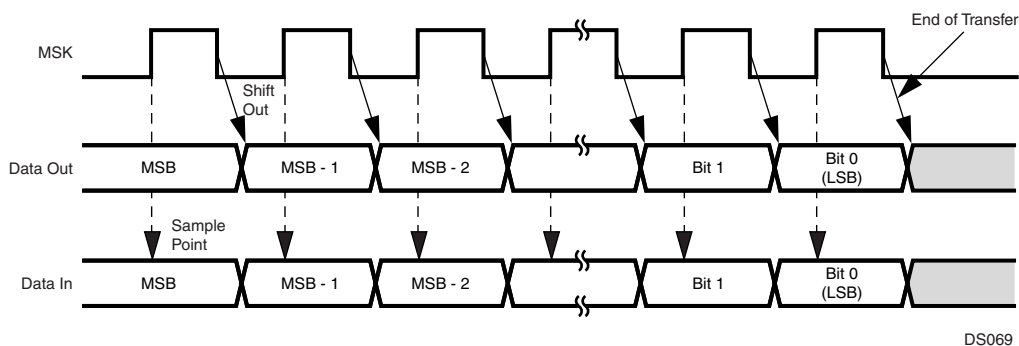 End of Transfer
MSK
Shift
Out
Data Out
MSB
MSB - 1
MSB - 2
Bit 1
Bit 0
(LSB)
Sample
Point
Data In
MSB
MSB - 1
MSB - 2
Bit 1
Bit 0
(LSB)
DS069